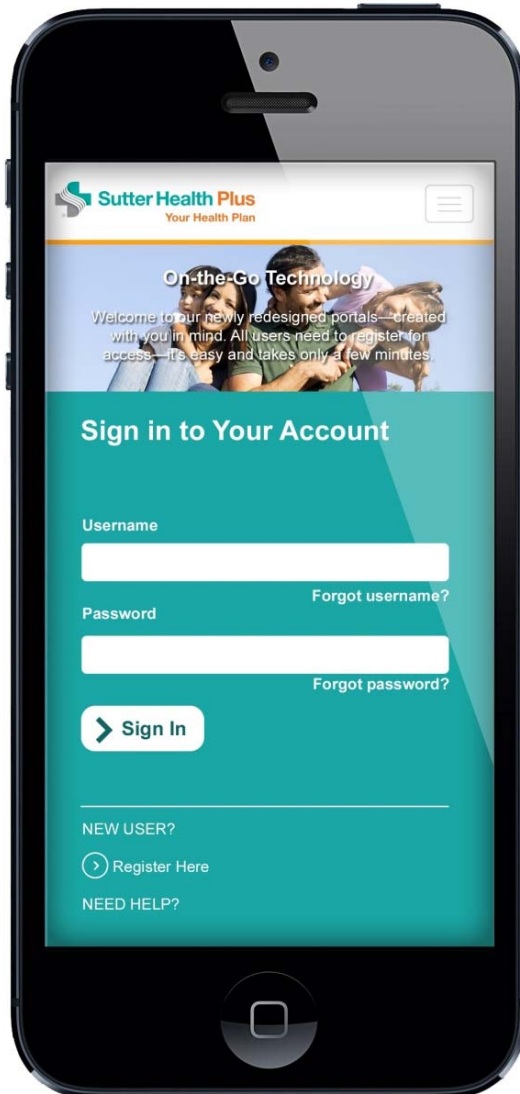 Sutter Health Plus
Your Health Plan
On-the-Go Technology
Welcome to our newly redesigned portals—created
with you in mind. All users need to register for
access—it's easy and takes only a few minutes.
Sign in to Your Account
Username
Forgot username?
Password
Forgot password?
Sign In
NEW USER?
Register Here
NEED HELP?